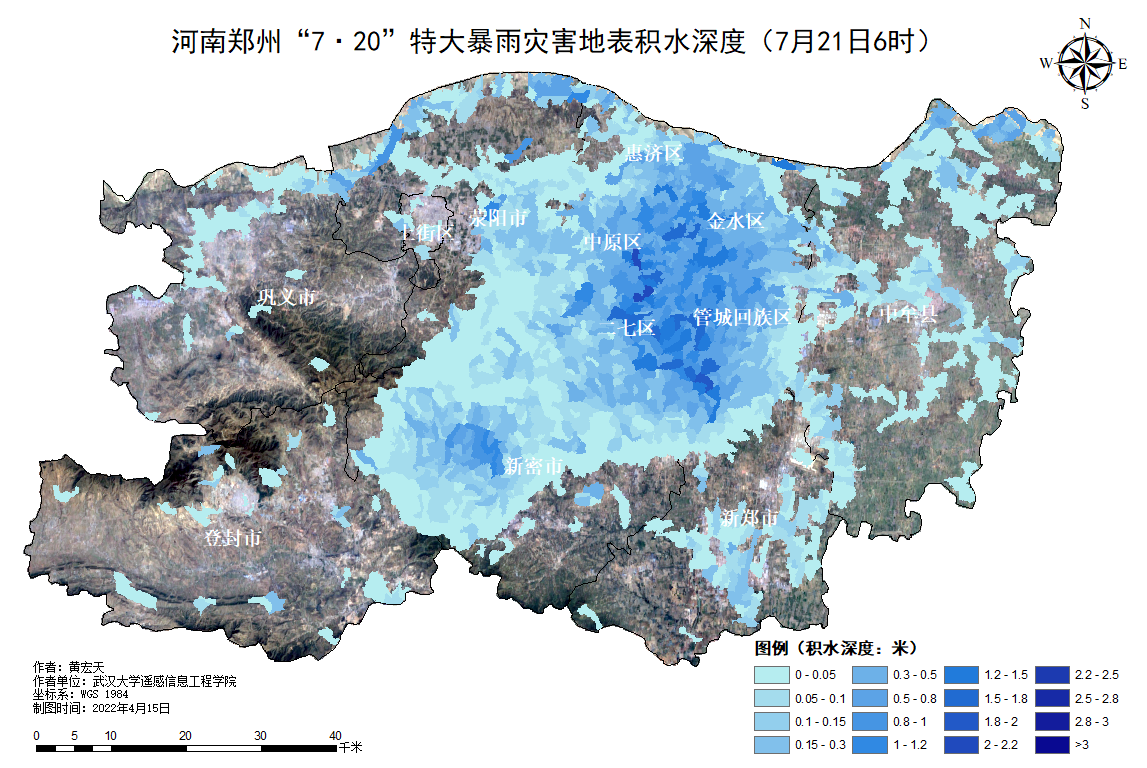 河南郑州“7·20”特大暴雨灾害地表积水深度（7月21日6时）
N
W
E
S
惠济区
荥阳市
金水区
上街区
中原区
巩义市
二七区
管城回族区
中牟县
新密市
新郑市
登封市
图例（积水深度：米）
0 - 0.05
0.3 - 0.5
1.2 - 1.5
2.2 - 2.5
0.05 - 0.1
0.5 - 0.8
1.5 - 1.8
2.5 - 2.8
0.1 - 0.15
0.8 - 1
1.8 - 2
2.8 - 3
0.15 - 0.3
1 - 1.2
2 - 2.2
>3
作者：黄宏天
作者单位：武汉大学遥感信息工程学院
坐标系：WGS 1984
制图时间：2022年4月15日
0 5 10 20 30 40
千米